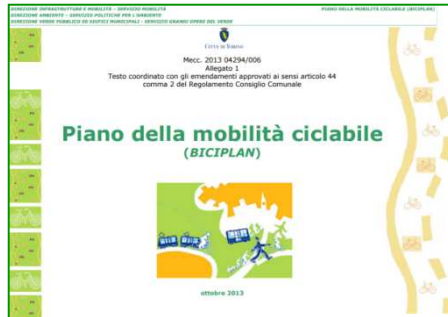 DIREZIONE INFRASTRUTTURE E MOBILITÀ - SERVIZIO MOBILITÀ
PIANO DELLA MOBILITÀ CICLABILE (BICIPLAN)
DIREZIONE AMBIENTE - SERVIZIO POLITICHE PER L'AMBIENTE
DIREZIONE VERDE PUBBLICO ED EDIFICI MUNICIPALI - SERVIZIO GRANDI OPERE DEL VERDE
CITTÀ DI TORINO
Mecc. 2013 04294/006
Allegato 1
Testo coordinato con gli emendamenti approvati ai sensi articolo 44
comma 2 del Regolamento Consiglio Comunale
Piano della mobilità ciclabile
(BICIPLAN)
ottobre 2013